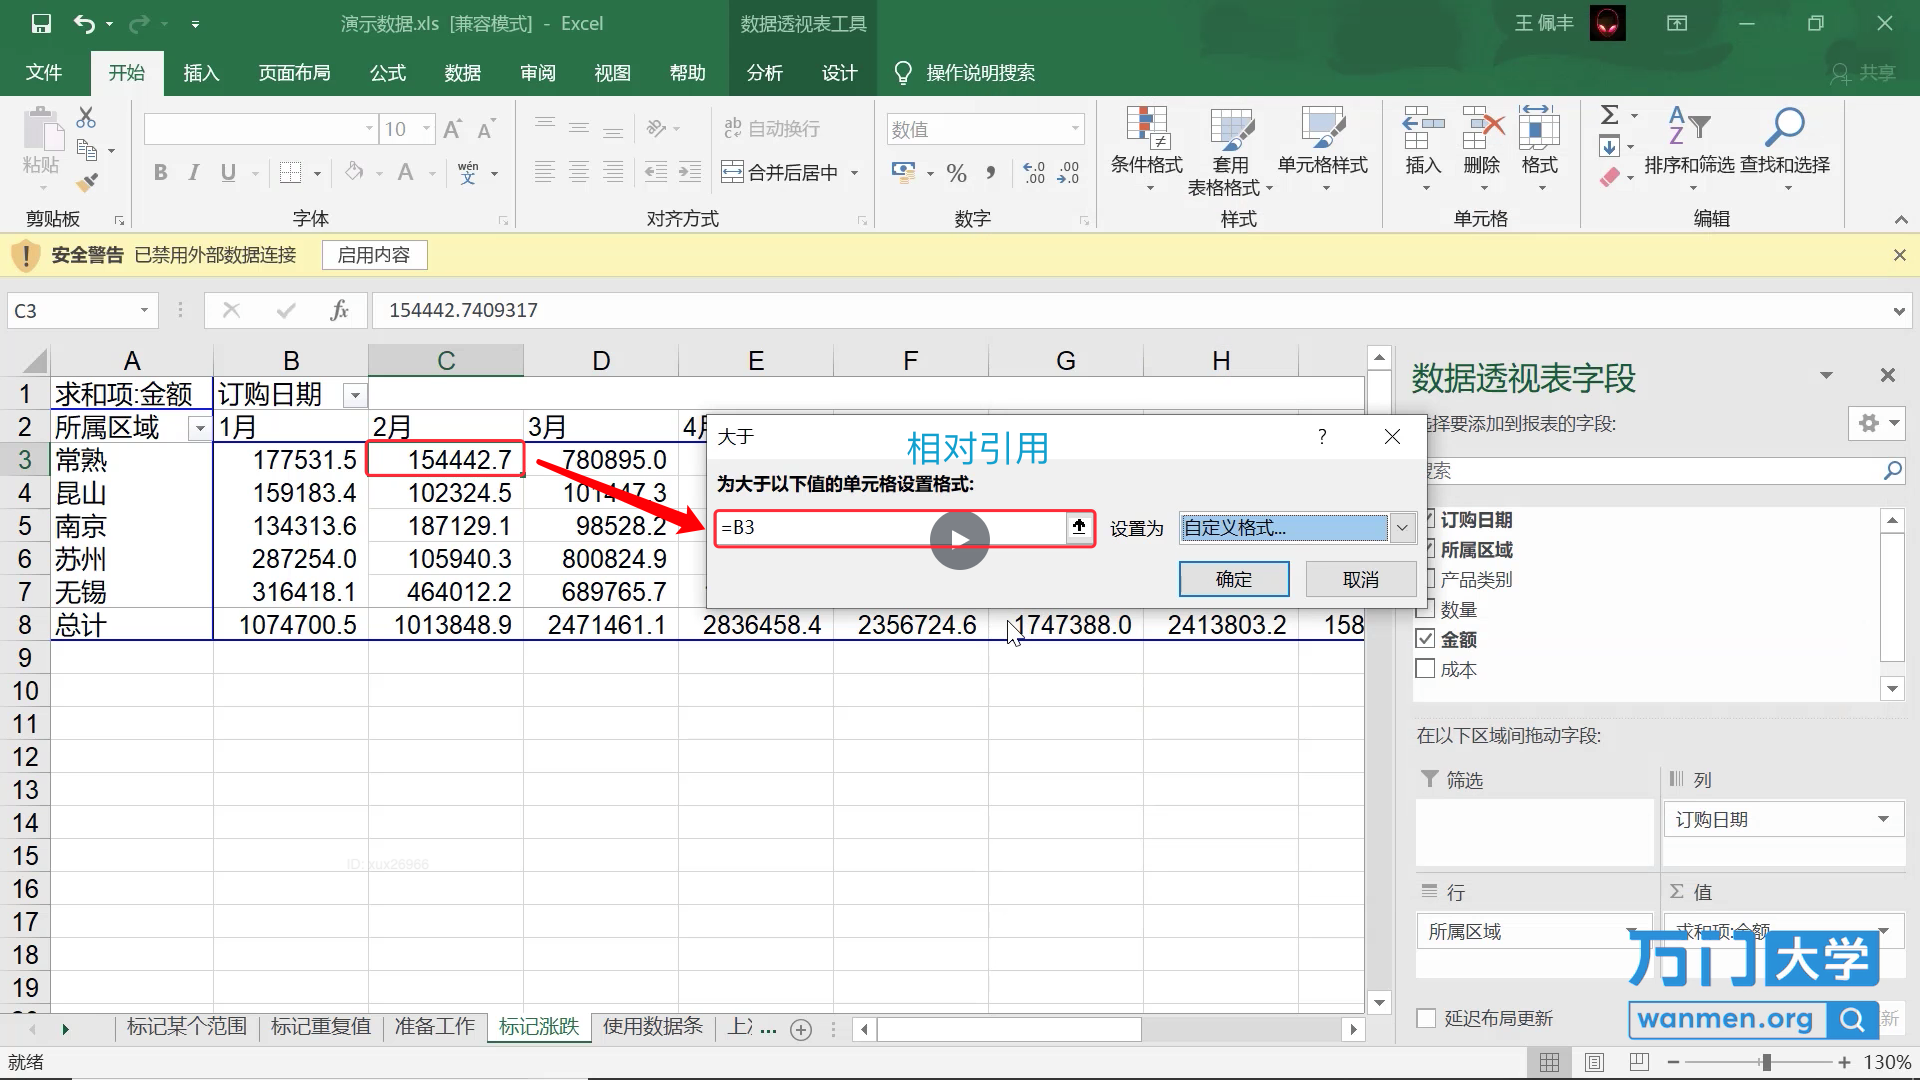 演示数据.xls [兼容模式] - Excel
数据透视表工具
王 佩丰
文件 开始 插入 页面布局 公式 数据 审阅 视图 帮助 分析 设计 操作说明搜索 共享
粘贴
10
自动换行
合并后居中
数值
条件格式
套用
表格格式
单元格样式
插入 删除 格式
排序和筛选 查找和选择
剪贴板 字体 对齐方式 数字 样式 单元格 编辑
安全警告 已禁用外部数据连接 启用内容
C3 fx 154442.7409317
A B C D E F G H
1 求和项:金额 订购日期
2 所属区域 1月 2月 3月
3 常熟 177531.5 154442.7 780895.0
4 昆山 159183.4 102324.5 101447.3
5 南京 134313.6 187129.1 98528.2
6 苏州 287254.0 105940.3 800824.9
7 无锡 316418.1 464012.2 689765.7
8 总计 1074700.5 1013848.9 2471461.1 2836458.4 2356724.6 1747388.0 2413803.2 158
9
10
11
12
13
14
15
16
17
18
19
ID: xux26966
大于
相对引用
为大于以下值的单元格设置格式:
=B3 设置为 自定义格式...
确定 取消
数据透视表字段
择要添加到报表的字段:
索
订购日期
所属区域
产品类别
数量
金额
成本
在以下区域间拖动字段:
筛选 列
订购日期
行 Σ 值
所属区域 求和项:金额
延迟布局更新 新
万门大学
wanmen.org
标记某个范围 标记重复值 准备工作 标记涨跌 使用数据条 ...
就绪 130%